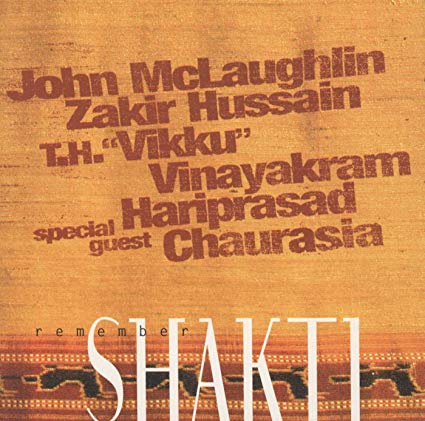 John McLaughlin
Zakir Hussain
T.H. “Vikku”
Vinayakram
Hariprasad
special guest Chaurasia
remember
SHAKTI